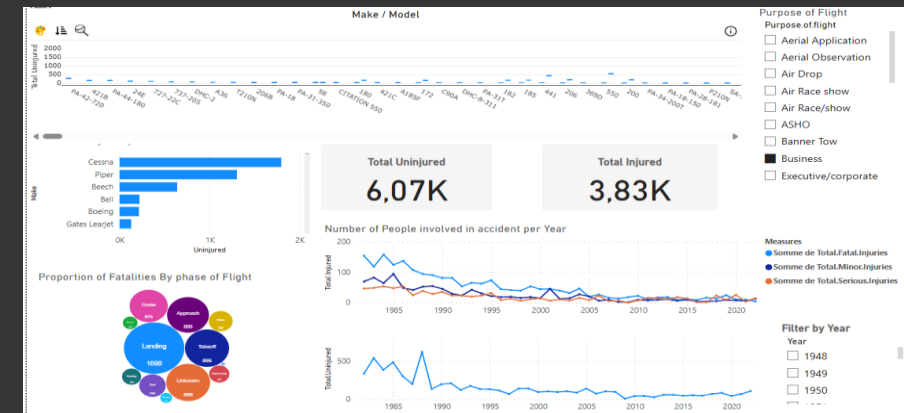 Make / Model
Purpose of Flight
Purpose.of.flight
Aerial Application
Aerial Observation
Air Drop
Air Race show
Air Race/show
ASHO
Banner Tow
Business
Executive/corporate
Total Uninjured
2000
1500
1000
500
0
PA-42-720
421B
PA-44-180
24E
727-22C
737-205
DHC-2
A36
T210N
206B
PA-18
PA-31-350
58
CITATION 550
180
421C
A185F
172
C90A
DHC-8-311
PA-31T
182
185
441
206
369D
550
200
PA-34-200T
PA-18-150
PA-28-181
P210N
SA-...
Make
Cessna
Piper
Beech
Bell
Boeing
Gates Learjet
0K 1K 2K
Uninjured
Total Uninjured
6,07K
Total Injured
3,83K
Number of People involved in accident per Year
Total Injured
200
100
0
1985 1990 1995 2000 2005 2010 2015 2020
Measures
Somme de Total.Fatal.Injuries
Somme de Total.Minor.Injuries
Somme de Total.Serious.Injuries
Proportion of Fatalities By phase of Flight
Cruise
Approach
Landing
1690
Takeoff
Unknown
Total Uninjured
500
0
1985 1990 1995 2000 2005 2010 2015 2020
Filter by Year
Year
1948
1949
1950